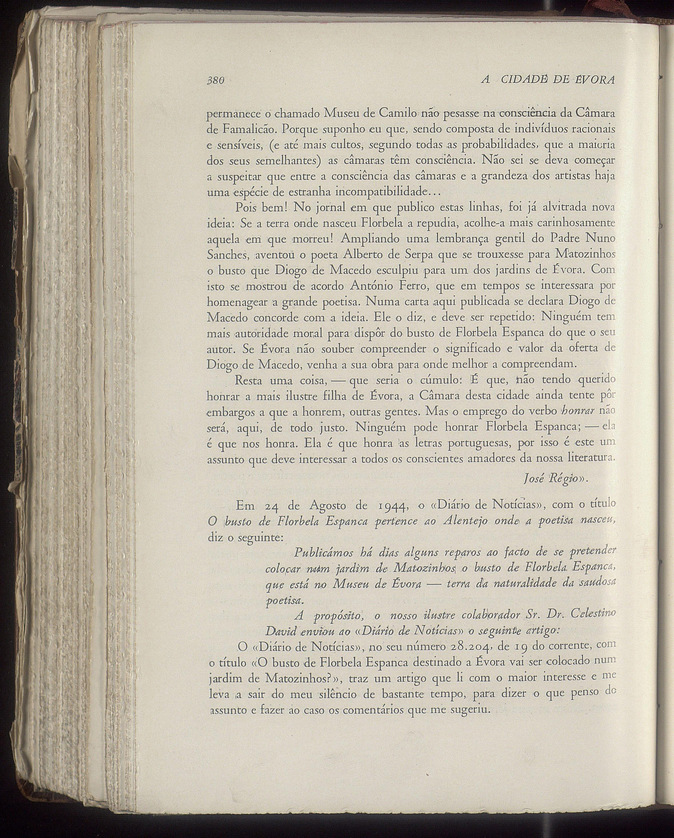 380 A CIDADE DE ÉVORA
permanece o chamado Museu de Camilo não pesasse na consciência da Câmara
de Famalicão. Porque suponho eu que, sendo composta de indivíduos racionais
e sensíveis, (e até mais cultos, segundo todas as probabilidades, que a maioria
dos seus semelhantes) as câmaras têm consciência. Não sei se deva começar
a suspeitar que entre a consciência das câmaras e a grandeza dos artistas haja
uma espécie de estranha incompatibilidade...
Pois bem! No jornal em que publico estas linhas, foi já alvitrada nova
ideia: Se a terra onde nasceu Florbela a repudia, acolhe-a mais carinhosamente
aquela em que morreu! Ampliando uma lembrança gentil do Padre Nuno
Sanches, aventou o poeta Alberto de Serpa que se trouxesse para Matozinhos
o busto que Diogo de Macedo esculpiu para um dos jardins de Évora. Com
isto se mostrou de acordo António Ferro, que em tempos se interessara por
homenagear a grande poetisa. Numa carta aqui publicada se declara Diogo de
Macedo concorde com a ideia. Ele o diz, e deve ser repetido: Ninguém tem
mais autoridade moral para dispôr do busto de Florbela Espanca do que o seu
autor. Se Évora não souber compreender o significado e valor da oferta de
Diogo de Macedo, venha a sua obra para onde melhor a compreendam.
Resta uma coisa, — que seria o cúmulo: É que, não tendo querido
honrar a mais ilustre filha de Évora, a Câmara desta cidade ainda tente pôr
embargos a que a honrem, outras gentes. Mas o emprego do verbo honrar não
será, aqui, de todo justo. Ninguém pode honrar Florbela Espanca; — ela
é que nos honra. Ela é que honra as letras portuguesas, por isso é este um
assunto que deve interessar a todos os conscientes amadores da nossa literatura.
José Régio».
Em 24 de Agosto de 1944, o «Diário de Notícias», com o título
O busto de Florbela Espanca pertence ao Alentejo onde a poetisa nasceu,
diz o seguinte:
Publicámos há dias alguns reparos ao facto de se pretender
colocar num jardim de Matozinhos o busto de Florbela Espanca,
que está no Museu de Évora — terra da naturalidade da saudosa
poetisa.
A propósito, o nosso ilustre colaborador Sr. Dr. Celestino
David enviou ao «Diário de Notícias» o seguinte artigo:
O «Diário de Notícias», no seu número 28.204, de 19 do corrente, com
o título «O busto de Florbela Espanca destinado a Évora vai ser colocado num
jardim de Matozinhos?», traz um artigo que li com o maior interesse e me
leva a sair do meu silêncio de bastante tempo, para dizer o que penso do
assunto e fazer ao caso os comentários que me sugeriu.